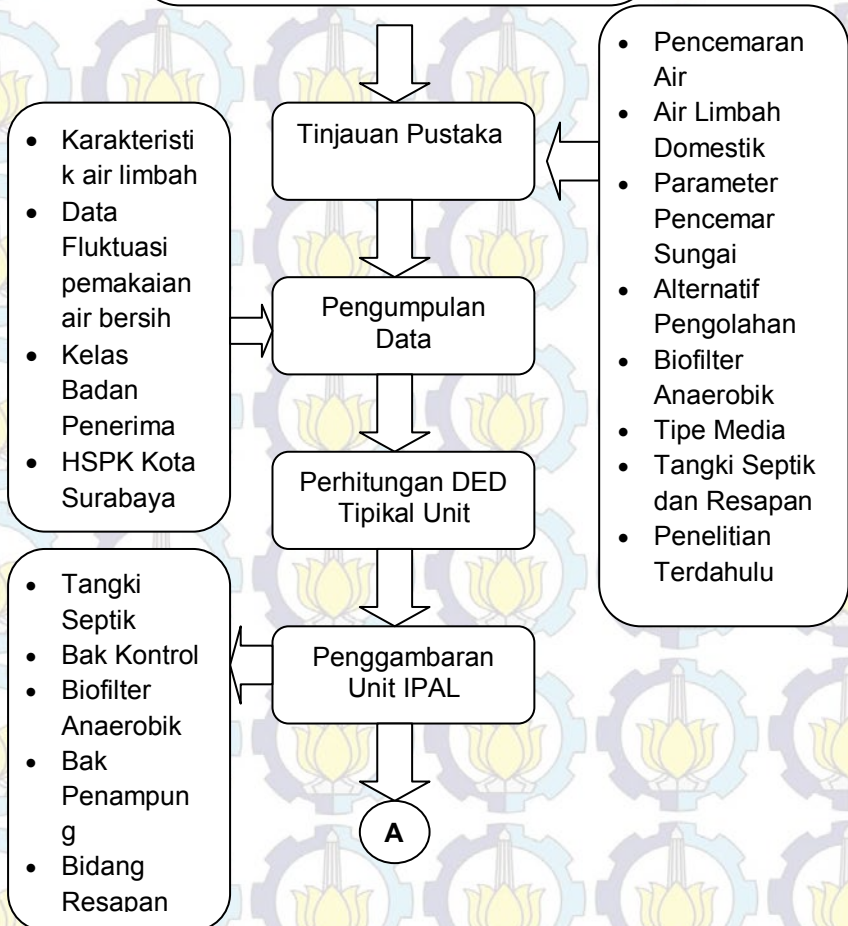 Tinjauan Pustaka
• Pencemaran
Air
• Air Limbah
Domestik
• Parameter
Pencemar
Sungai
• Alternatif
Pengolahan
• Biofilter
Anaerobik
• Tipe Media
• Tangki Septik
dan Resapan
• Penelitian
Terdahulu
• Karakteristi
k air limbah
• Data
Fluktuasi
pemakaian
air bersih
• Kelas
Badan
Penerima
• HSPK Kota
Surabaya
Pengumpulan
Data
Perhitungan DED
Tipikal Unit
Penggambaran
Unit IPAL
• Tangki
Septik
• Bak Kontrol
• Biofilter
Anaerobik
• Bak
Penampun
g
• Bidang
Resapan
A